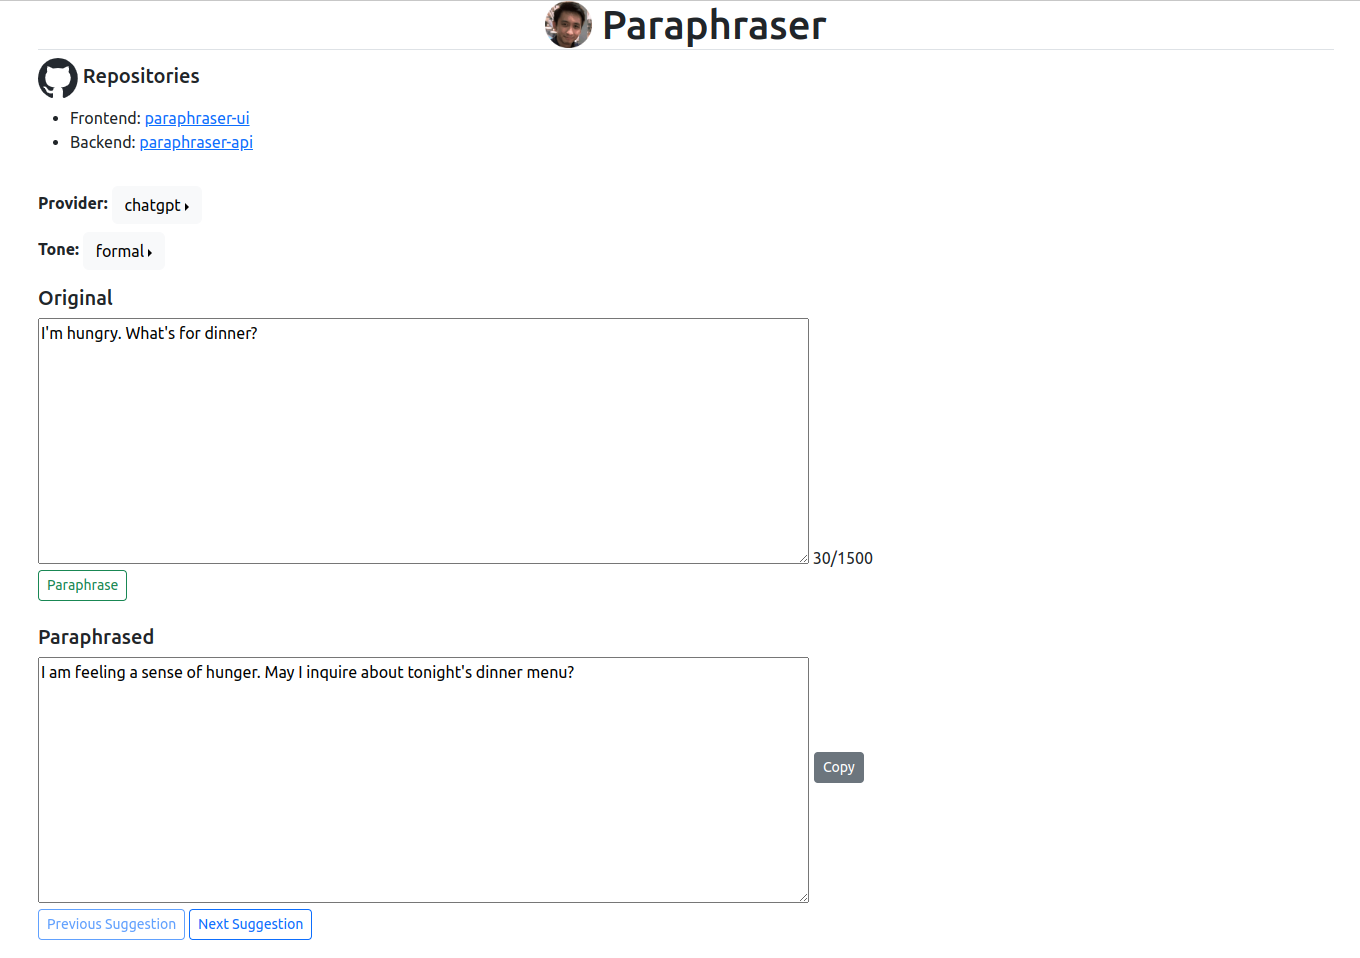 Paraphraser
Repositories
Frontend: paraphraser-ui
Backend: paraphraser-api
Provider: chatgpt
Tone: formal
Original
I'm hungry. What's for dinner?
30/1500
Paraphrase
Paraphrased
I am feeling a sense of hunger. May I inquire about tonight's dinner menu?
Copy
Previous Suggestion Next Suggestion